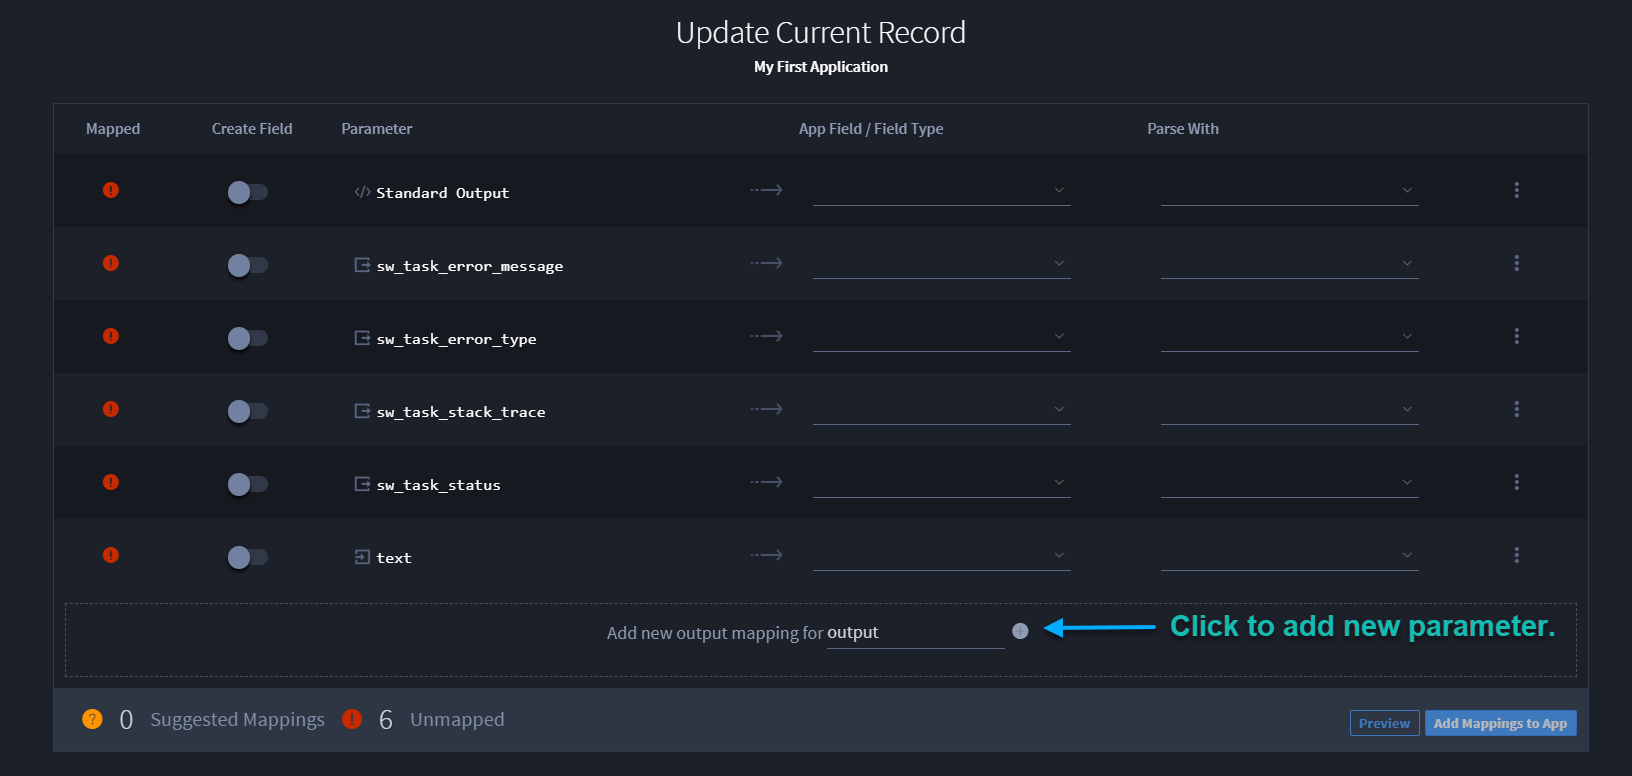 Update Current Record
My First Application
Mapped Create Field Parameter App Field / Field Type Parse With
! </> Standard Output
! sw_task_error_message
! sw_task_error_type
! sw_task_stack_trace
! sw_task_status
! text
Add new output mapping for output + Click to add new parameter.
? 0 Suggested Mappings ! 6 Unmapped Preview Add Mappings to App